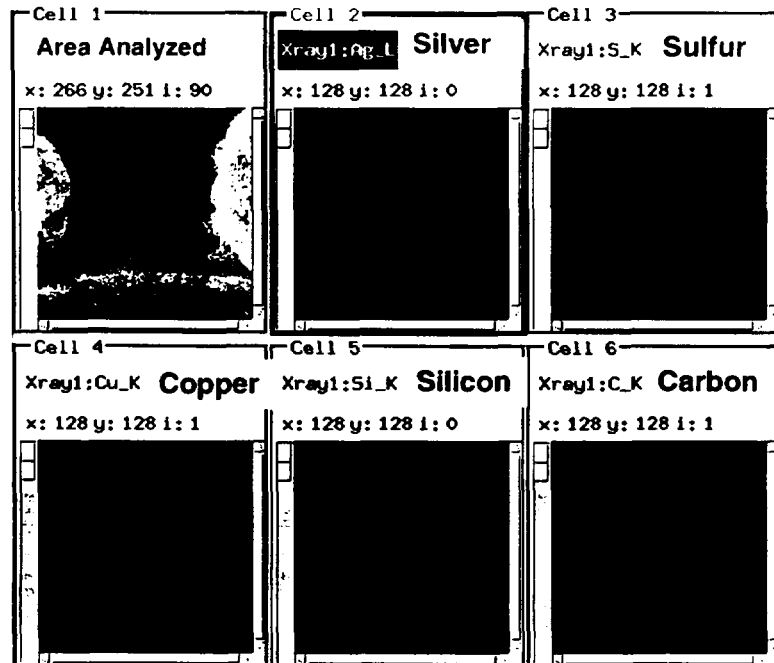 Cell 1
Area Analyzed
x: 266 y: 251 i: 90
Cell 2
Xray1:Ag_L Silver
x: 128 y: 128 i: 0
Cell 3
Xray1:S_K Sulfur
x: 128 y: 128 i: 1
Cell 4
Xray1:Cu_K Copper
x: 128 y: 128 i: 1
Cell 5
Xray1:Si_K Silicon
x: 128 y: 128 i: 0
Cell 6
Xray1:C_K Carbon
x: 128 y: 128 i: 1